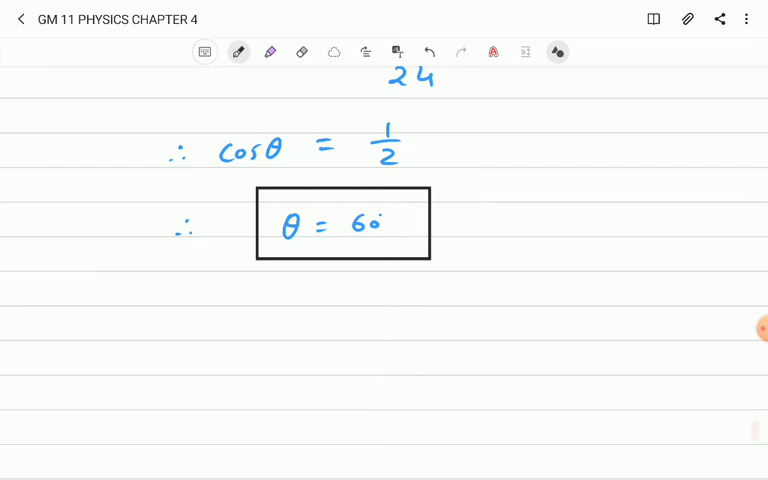 GM 11 PHYSICS CHAPTER 4
24
∴ cosθ = 1/2
∴ θ = 60°